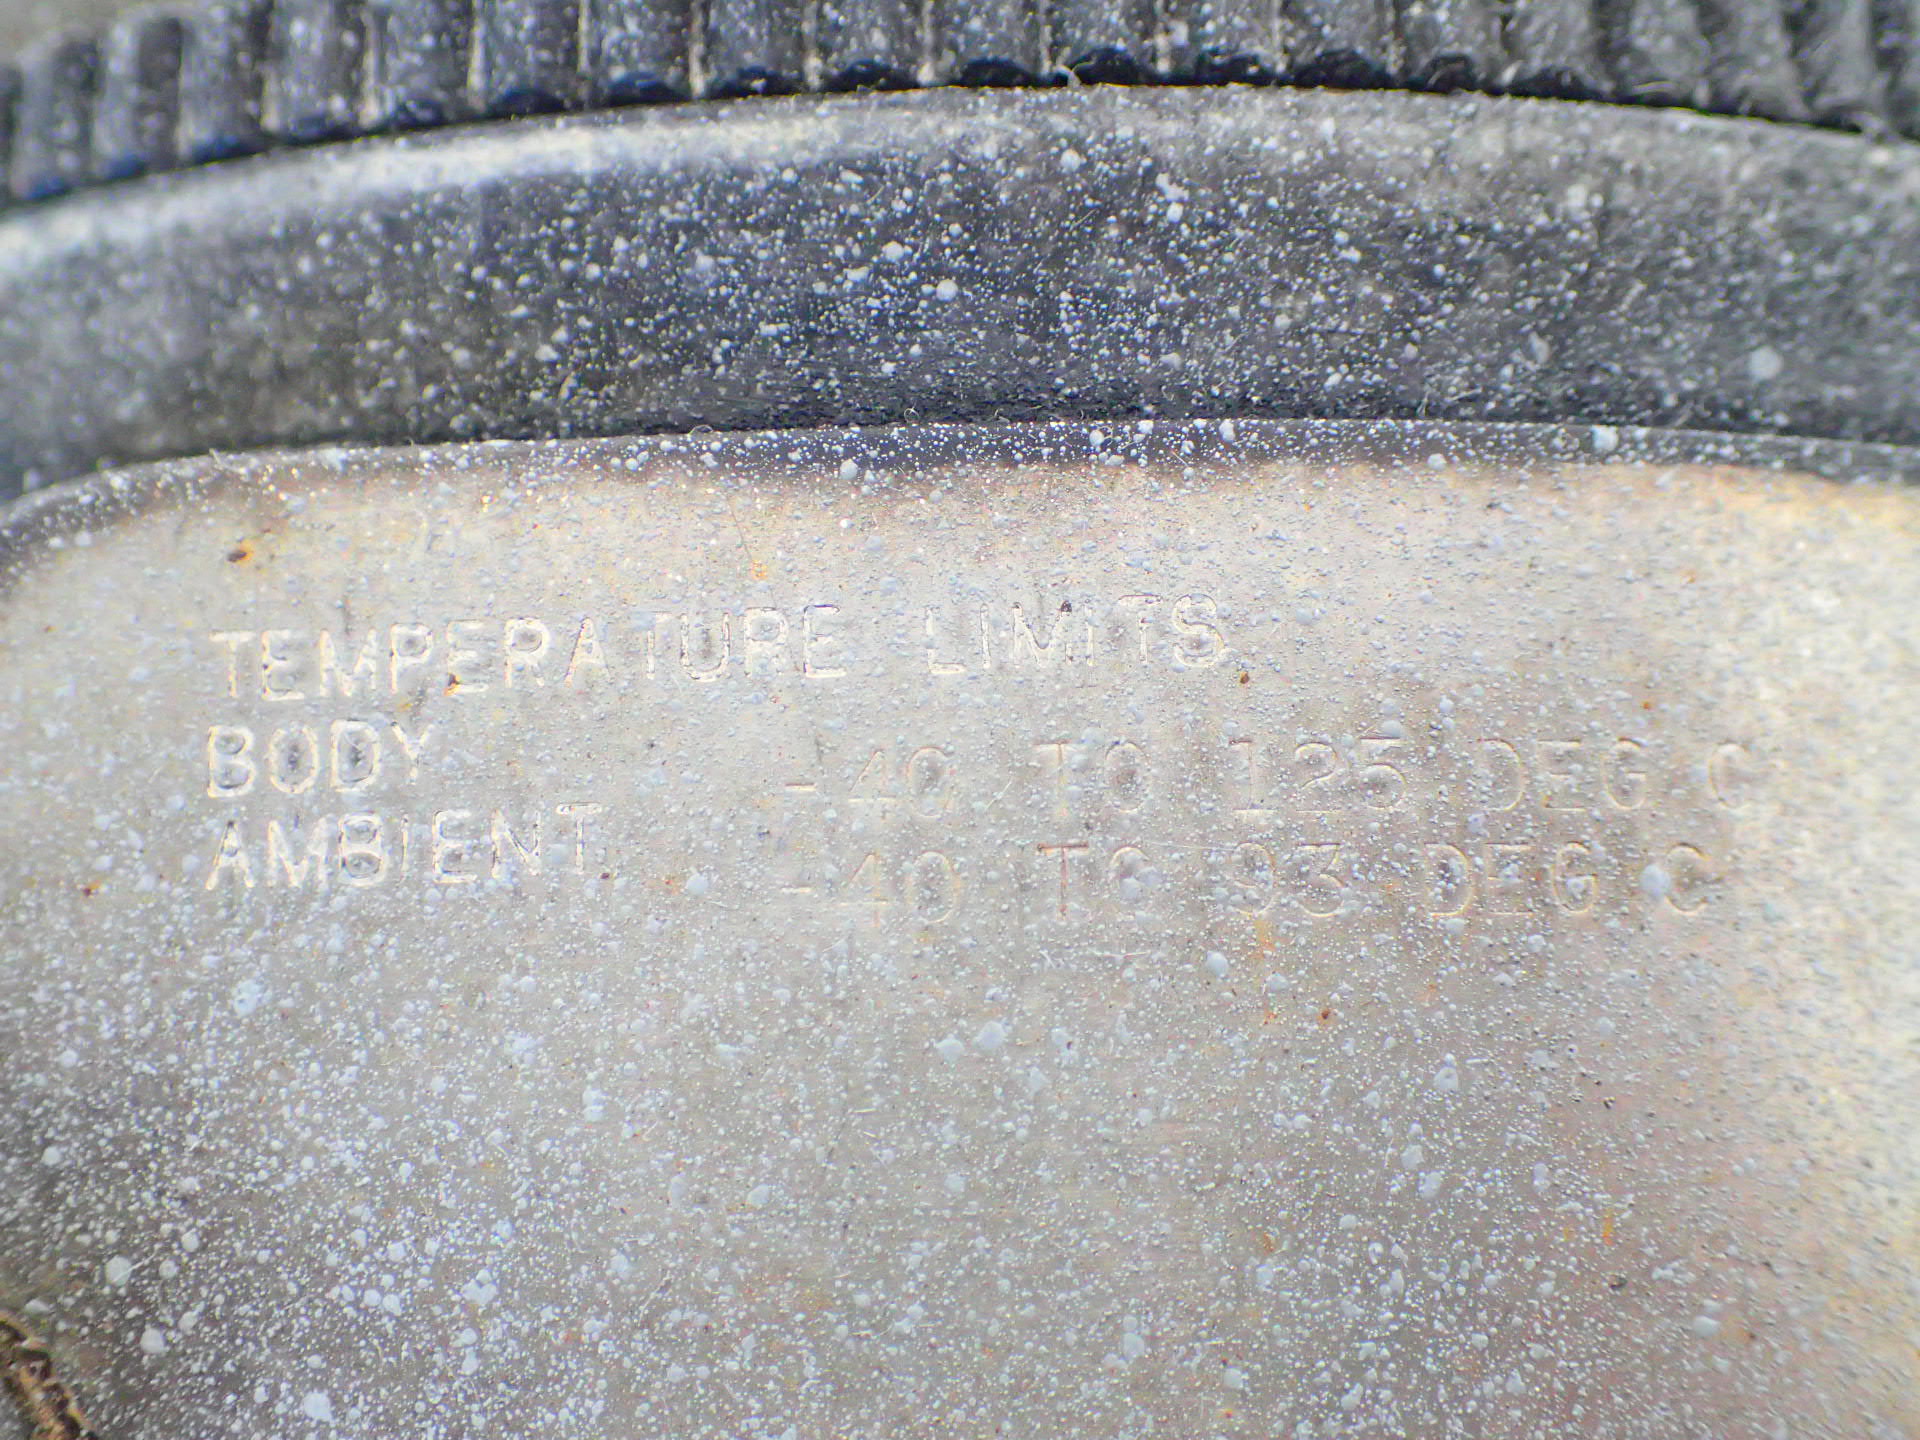 TEMPERATURE LIMITS
BODY -40 TO 125 DEG C
AMBIENT -40 TO 93 DEG C